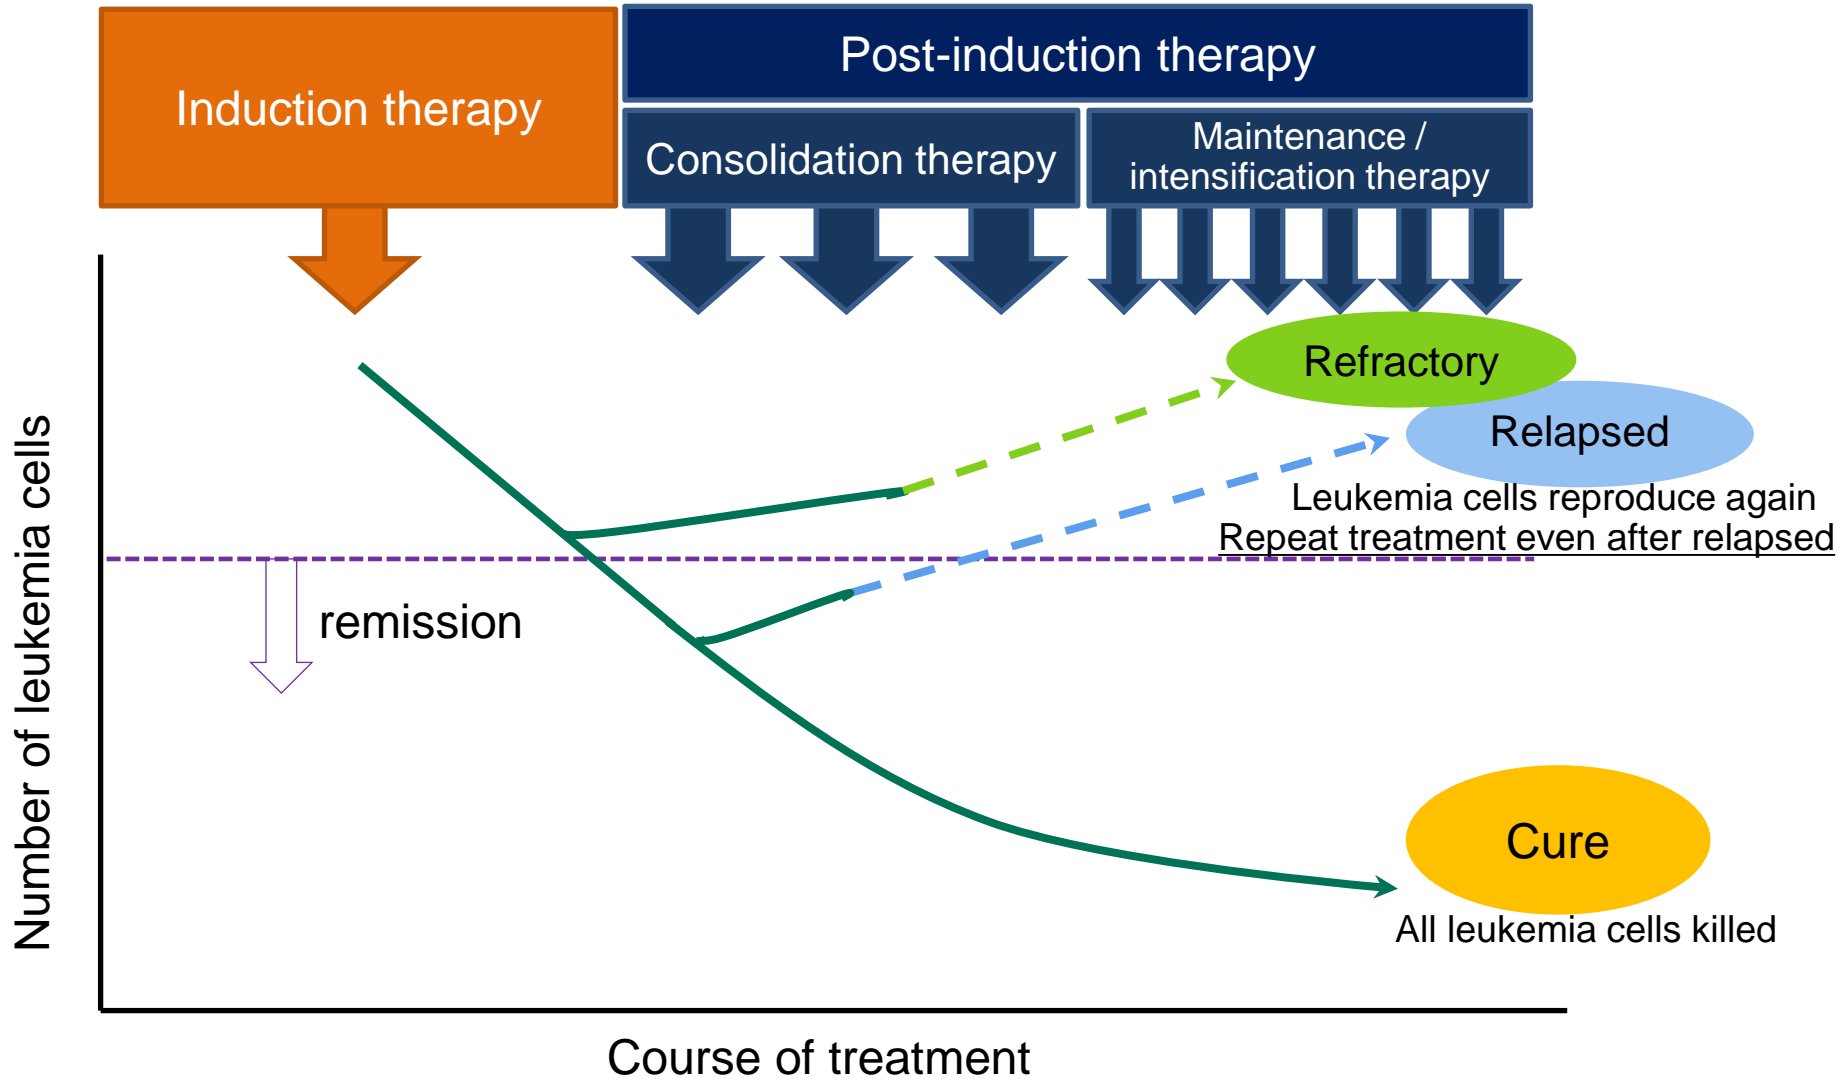 Induction therapy
Post-induction therapy
Consolidation therapy
Maintenance /
intensification therapy
Number of leukemia cells
Refractory
Relapsed
Leukemia cells reproduce again
Repeat treatment even after relapsed
remission
Cure
All leukemia cells killed
Course of treatment